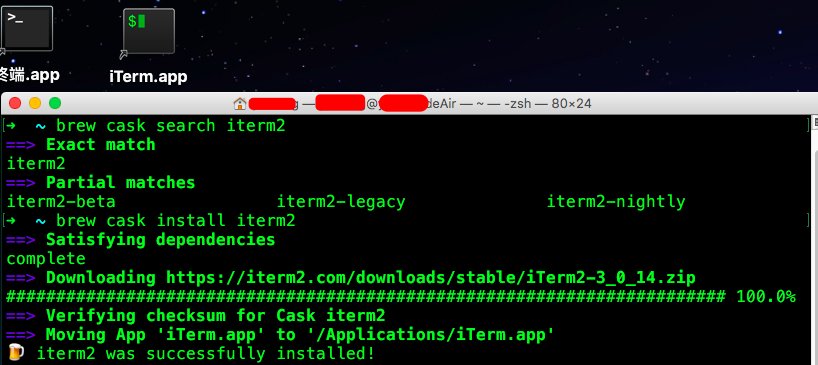 >_
$
终端.app
iTerm.app
g — @y deAir — ~ — -zsh — 80×24
[➜ ~ brew cask search iterm2 ]
==> Exact match
iterm2
==> Partial matches
iterm2-beta iterm2-legacy iterm2-nightly
[➜ ~ brew cask install iterm2 ]
==> Satisfying dependencies
complete
==> Downloading https://iterm2.com/downloads/stable/iTerm2-3_0_14.zip
######################################################################## 100.0%
==> Verifying checksum for Cask iterm2
==> Moving App 'iTerm.app' to '/Applications/iTerm.app'
🍺 iterm2 was successfully installed!